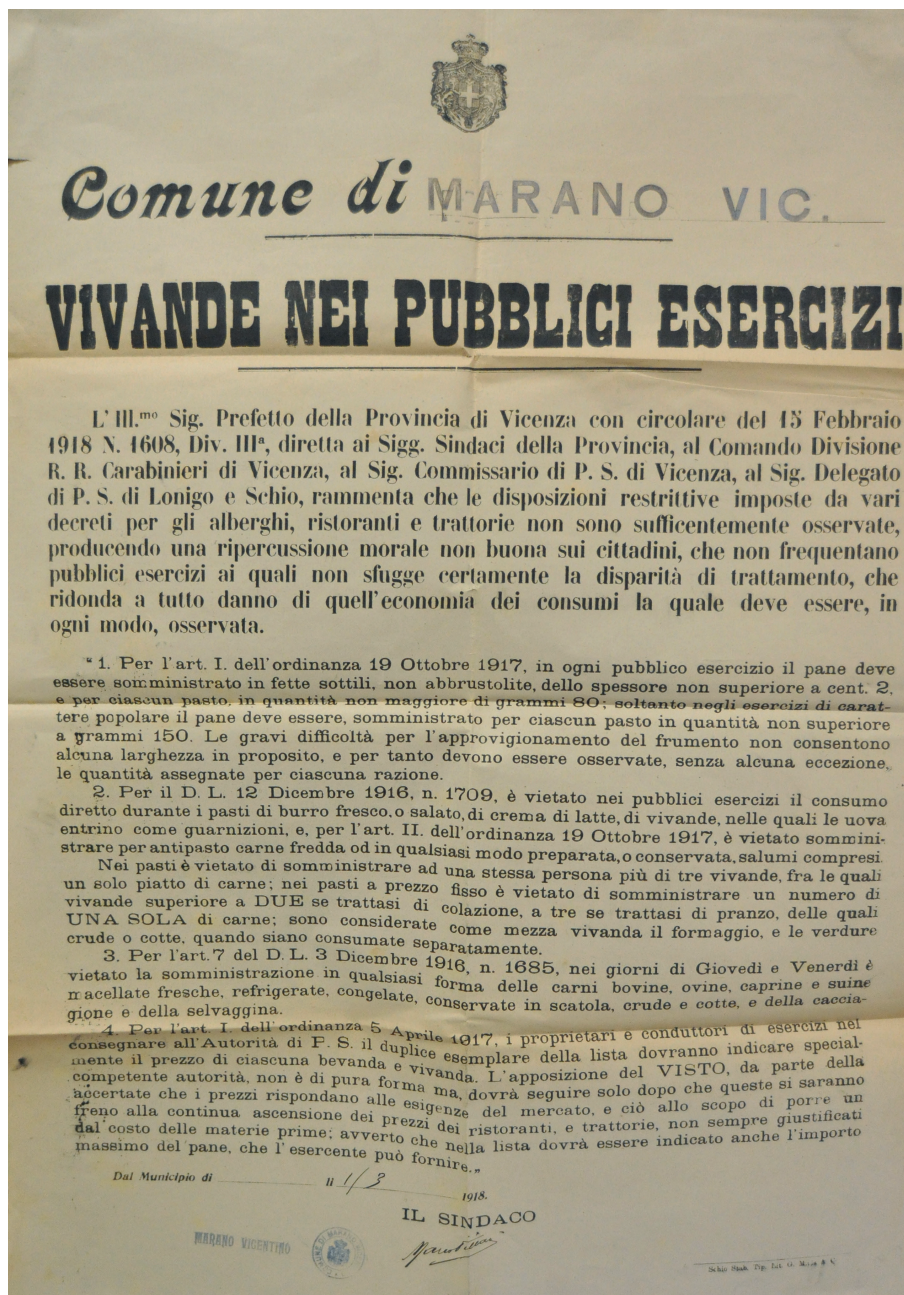 Comune di MARANO VIC.
VIVANDE NEI PUBBLICI ESERCIZI
L'Ill.mo Sig. Prefetto della Provincia di Vicenza con circolare del 15 Febbraio
1918 N. 1608, Div. IIIa, diretta ai Sigg. Sindaci della Provincia, al Comando Divisione
R. R. Carabinieri di Vicenza, al Sig. Commissario di P. S. di Vicenza, al Sig. Delegato
di P. S. di Lonigo e Schio, rammenta che le disposizioni restrittive imposte da vari
decreti per gli alberghi, ristoranti e trattorie non sono sufficentemente osservate,
producendo una ripercussione morale non buona sui cittadini, che non frequentano
pubblici esercizi ai quali non sfugge certamente la disparità di trattamento, che
ridonda a tutto danno di quell'economia dei consumi la quale deve essere, in
ogni modo, osservata.
"1. Per l'art. I. dell'ordinanza 19 Ottobre 1917, in ogni pubblico esercizio il pane deve
essere somministrato in fette sottili, non abbrustolite, dello spessore non superiore a cent. 2,
e per ciascun pasto, in quantità non maggiore di grammi 80; soltanto negli esercizi di carat-
tere popolare il pane deve essere, somministrato per ciascun pasto in quantità non superiore
a grammi 150. Le gravi difficoltà per l'approvigionamento del frumento non consentono
alcuna larghezza in proposito, e per tanto devono essere osservate, senza alcuna eccezione,
le quantità assegnate per ciascuna razione.
2. Per il D. L. 12 Dicembre 1916, n. 1709, è vietato nei pubblici esercizi il consumo
diretto durante i pasti di burro fresco, o salato, di crema di latte, di vivande, nelle quali le uova
entrino come guarnizioni, e, per l'art. II. dell'ordinanza 19 Ottobre 1917, è vietato sommini-
strare per antipasto carne fredda od in qualsiasi modo preparata, o conservata, salumi compresi.
Nei pasti è vietato di somministrare ad una stessa persona più di tre vivande, fra le quali
un solo piatto di carne; nei pasti a prezzo fisso è vietato di somministrare un numero di
vivande superiore a DUE se trattasi di colazione, a tre se trattasi di pranzo, delle quali
UNA SOLA di carne; sono considerate come mezza vivanda il formaggio, e le verdure
crude o cotte, quando siano consumate separatamente.
3. Per l'art. 7 del D. L. 3 Dicembre 1916, n. 1685, nei giorni di Giovedì e Venerdì è
vietato la somministrazione in qualsiasi forma delle carni bovine, ovine, caprine e suine
macellate fresche, refrigerate, congelate, conservate in scatola, crude e cotte, e della caccia-
gione e della selvaggina.
4. Per l'art. I. dell'ordinanza 5 Aprile 1917, i proprietari e conduttori di esercizi nel
consegnare all'Autorità di P. S. il duplice esemplare della lista dovranno indicare special-
mente il prezzo di ciascuna bevanda e vivanda. L'apposizione del VISTO, da parte della
competente autorità, non è di pura forma ma, dovrà seguire solo dopo che queste si saranno
accertate che i prezzi rispondano alle esigenze del mercato, e ciò allo scopo di porre un
freno alla continua ascensione dei prezzi dei ristoranti, e trattorie, non sempre giustificati
dal costo delle materie prime; avverto che nella lista dovrà essere indicato anche l'importo
massimo del pane, che l'esercente può fornire.„
Dal Municipio di li 1/3 1918.
IL SINDACO
MARANO VICENTINO
Schio Stab. Tip. Lit. G.